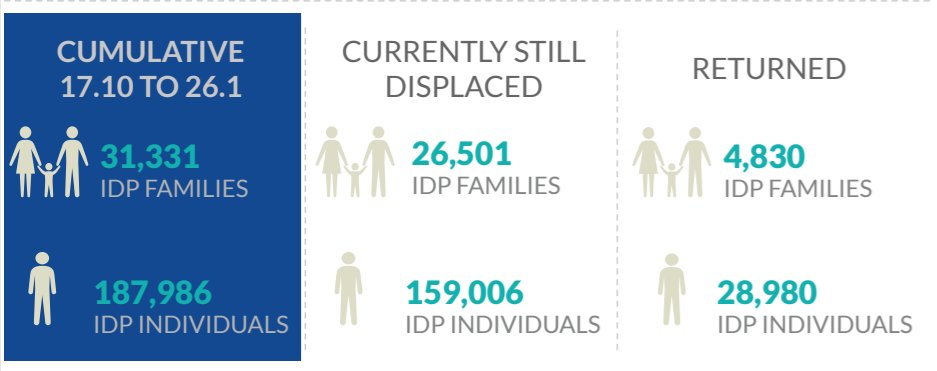 CUMULATIVE
17.10 TO 26.1
31,331
IDP FAMILIES
187,986
IDP INDIVIDUALS
CURRENTLY STILL
DISPLACED
26,501
IDP FAMILIES
159,006
IDP INDIVIDUALS
RETURNED
4,830
IDP FAMILIES
28,980
IDP INDIVIDUALS